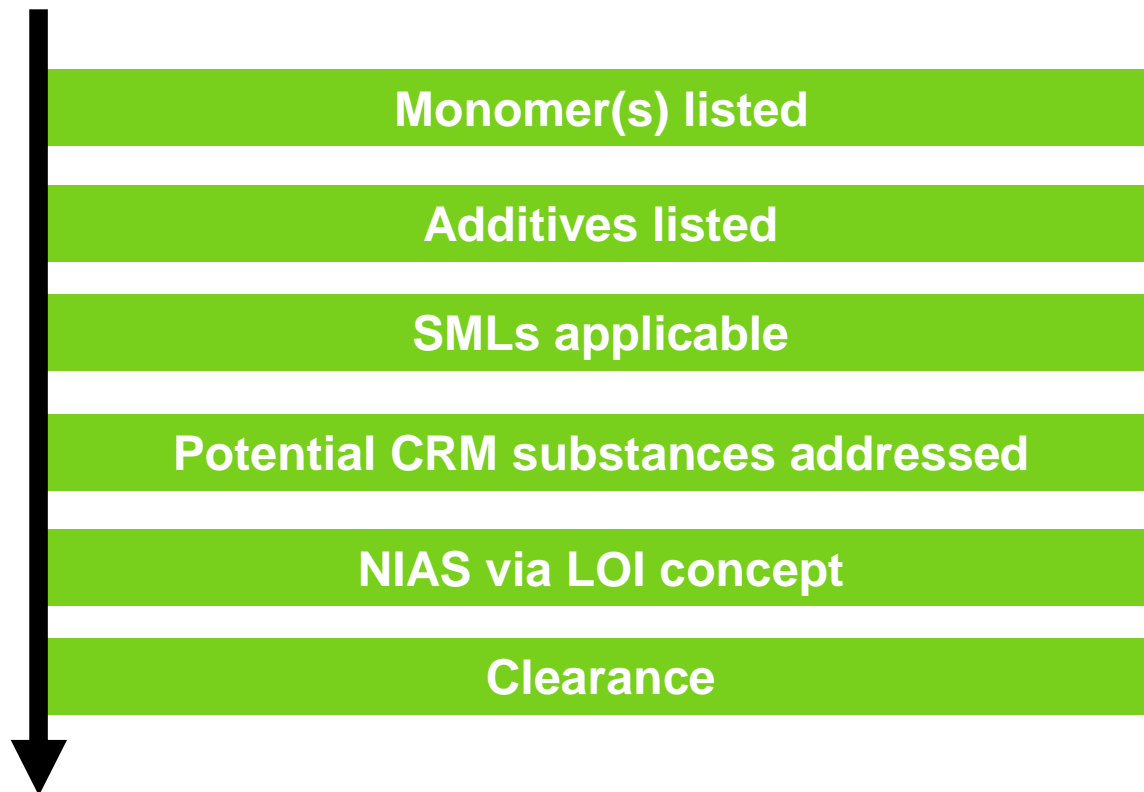 Monomer(s) listed
Additives listed
SMLs applicable
Potential CRM substances addressed
NIAS via LOI concept
Clearance